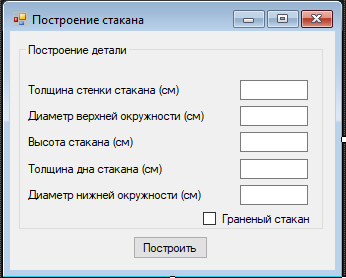 Построение стакана
Построение детали
Толщина стенки стакана (см)
Диаметр верхней окружности (см)
Высота стакана (см)
Толщина дна стакана (см)
Диаметр нижней окружности (см)
Граненый стакан
Построить